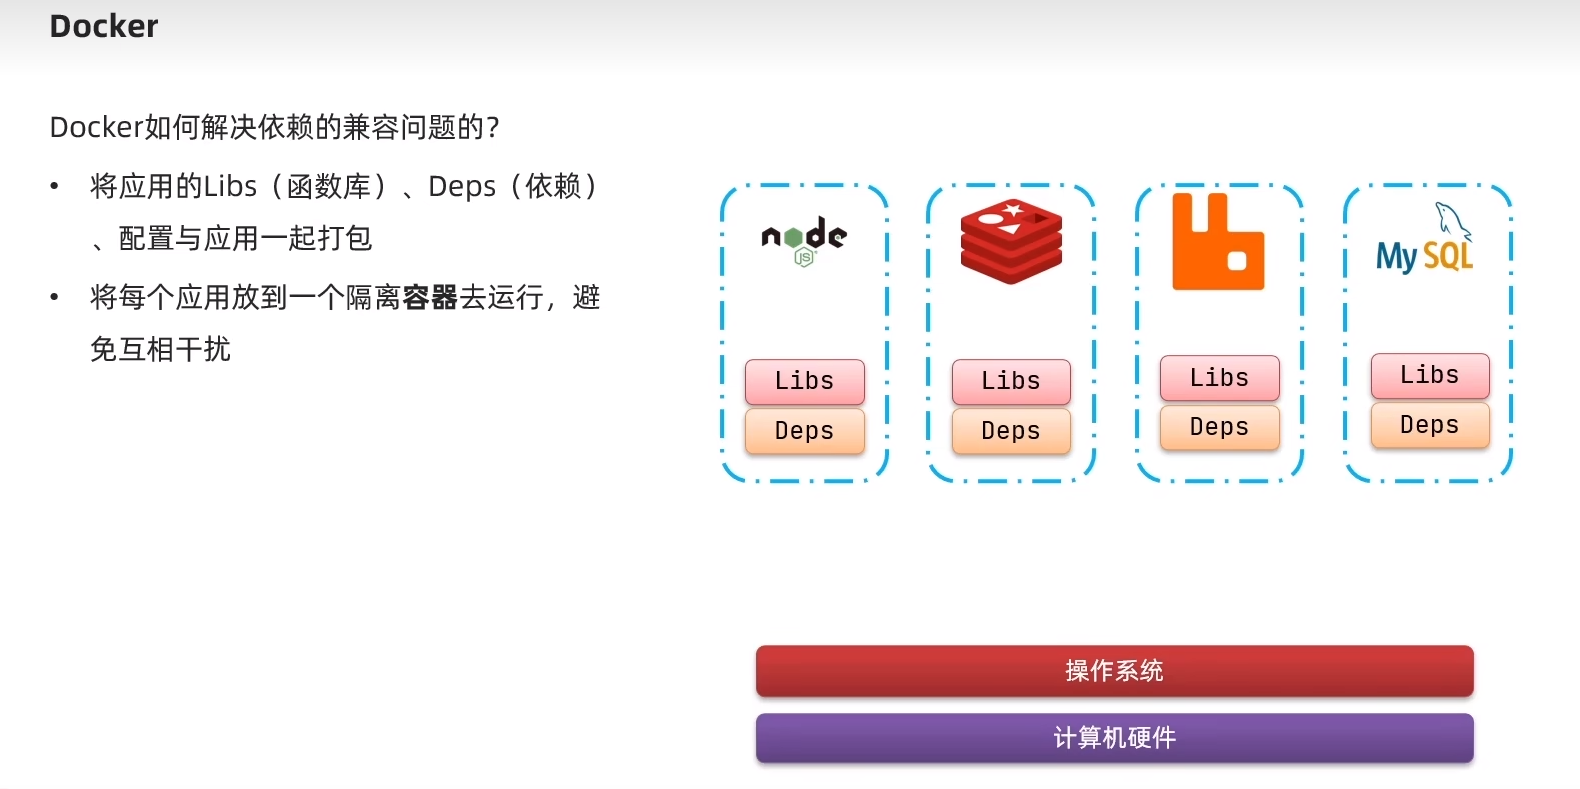 Docker
Docker如何解决依赖的兼容问题的？
• 将应用的Libs（函数库）、Deps（依赖）
、配置与应用一起打包
• 将每个应用放到一个隔离容器去运行，避
免互相干扰
node
JS
MySQL
Libs
Deps
Libs
Deps
Libs
Deps
Libs
Deps
操作系统
计算机硬件